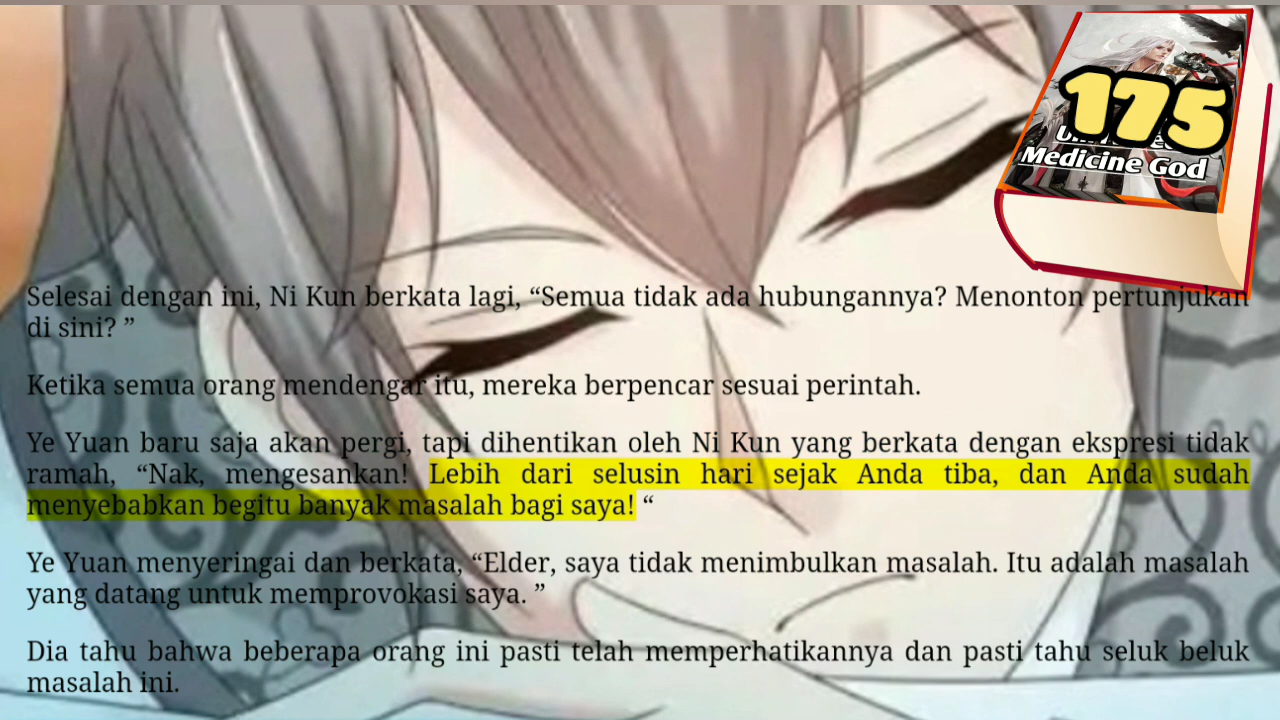 175
Medicine God
Selesai dengan ini, Ni Kun berkata lagi, “Semua tidak ada hubungannya? Menonton pertunjukan
di sini? ”
Ketika semua orang mendengar itu, mereka berpencar sesuai perintah.
Ye Yuan baru saja akan pergi, tapi dihentikan oleh Ni Kun yang berkata dengan ekspresi tidak
ramah, “Nak, mengesankan! Lebih dari selusin hari sejak Anda tiba, dan Anda sudah
menyebabkan begitu banyak masalah bagi saya! “
Ye Yuan menyeringai dan berkata, “Elder, saya tidak menimbulkan masalah. Itu adalah masalah
yang datang untuk memprovokasi saya. ”
Dia tahu bahwa beberapa orang ini pasti telah memperhatikannya dan pasti tahu seluk beluk
masalah ini.